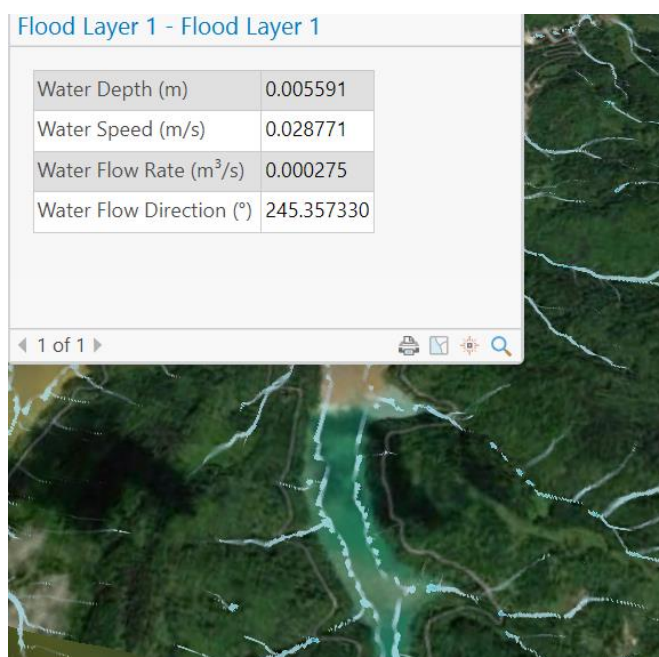 Flood Layer 1 - Flood Layer 1
Water Depth (m) 0.005591
Water Speed (m/s) 0.028771
Water Flow Rate (m³/s) 0.000275
Water Flow Direction (°) 245.357330
1 of 1